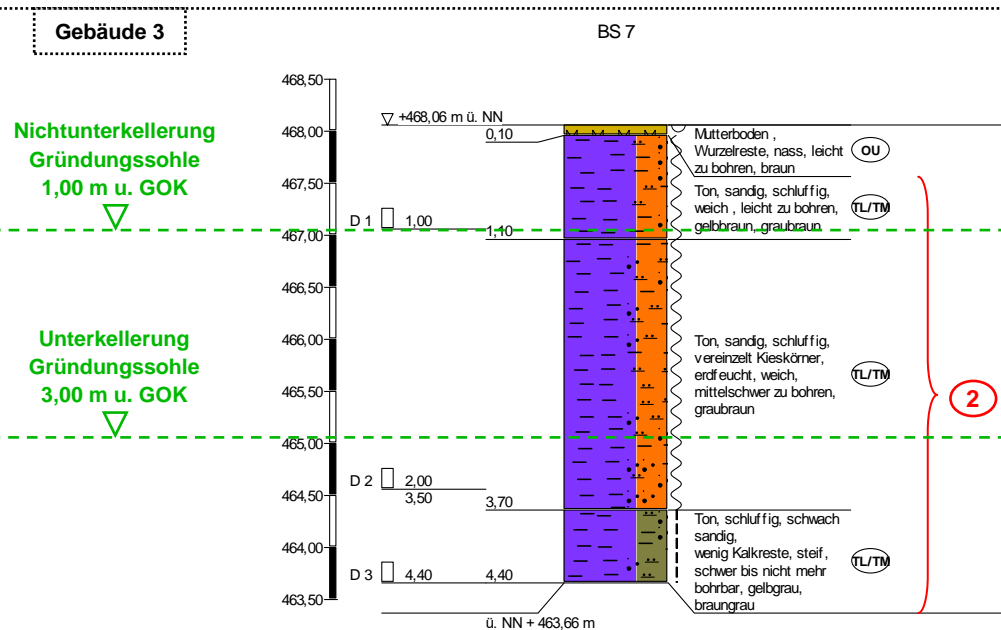 Gebäude 3
BS 7
468,50
468,00
467,50
467,00
466,50
466,00
465,50
465,00
464,50
464,00
463,50
Nichtunterkellerung
Gründungssohle
1,00 m u. GOK
Unterkellerung
Gründungssohle
3,00 m u. GOK
+468,06 m ü. NN
0,10
D 1
1,00
1,10
D 2
2,00
3,50
3,70
D 3
4,40
4,40
ü. NN + 463,66 m
Mutterboden ,
Wurzelreste, nass, leicht
zu bohren, braun
OU
Ton, sandig, schluffig,
weich , leicht zu bohren,
gelbbraun, graubraun
TL/TM
Ton, sandig, schluffig,
vereinzelt Kieskörner,
erdfeucht, weich,
mittelschwer zu bohren,
graubraun
TL/TM
Ton, schluffig, schwach
sandig,
wenig Kalkreste, steif,
schwer bis nicht mehr
bohrbar, gelbgrau,
braungrau
TL/TM
2